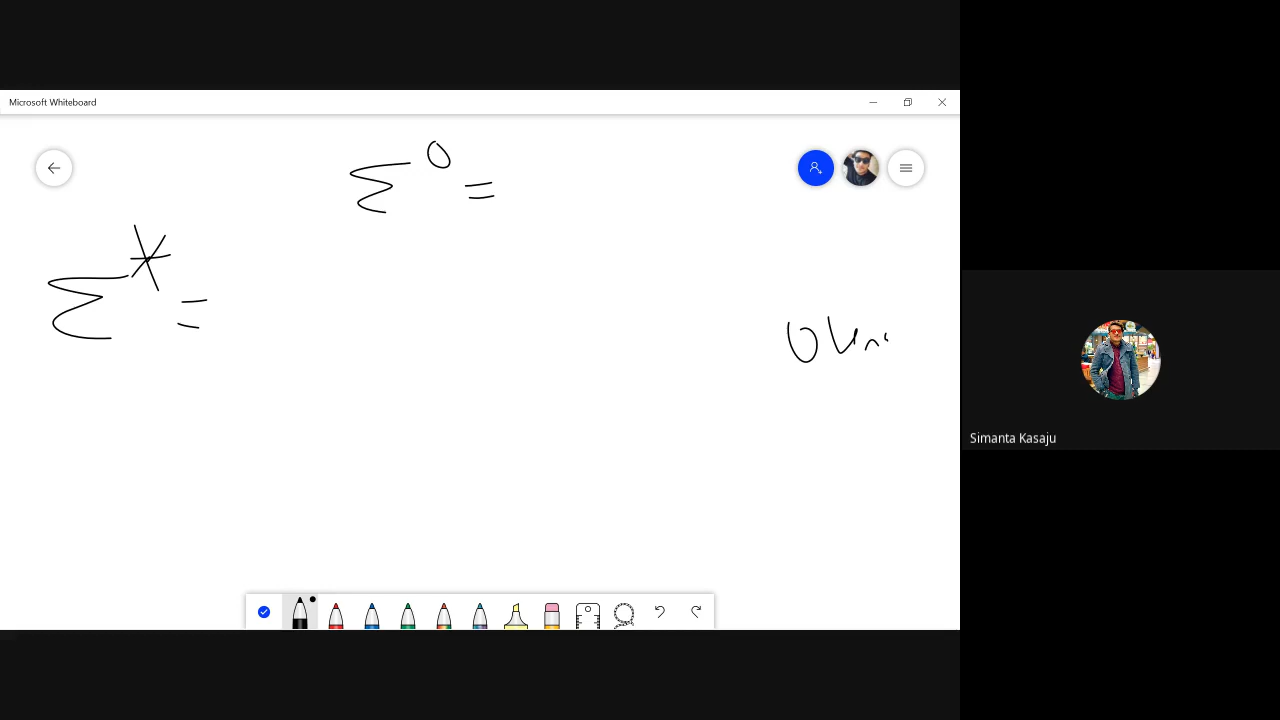 Microsoft Whiteboard
Σ⁰ =
Σ* =
Simanta Kasaju